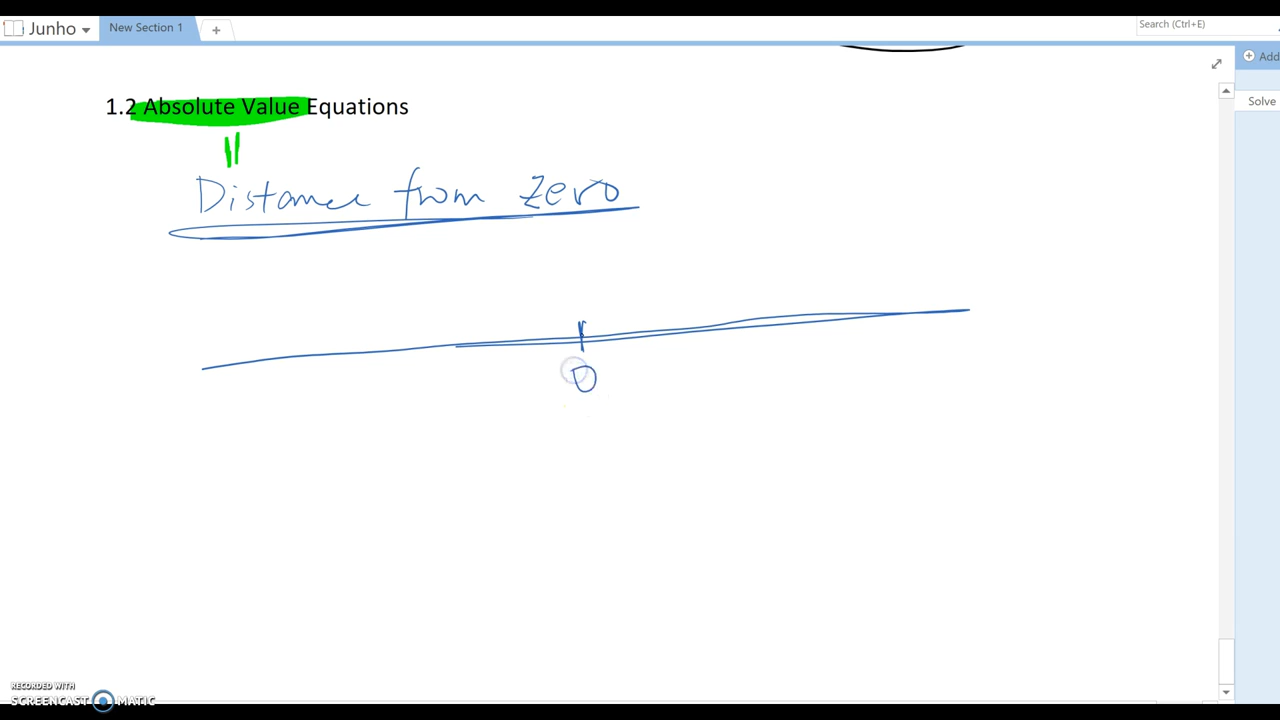 Junho
New Section 1
+
Search (Ctrl+E)
Add
1.2 Absolute Value Equations
Solve
Distance from zero
0
RECORDED WITH
SCREENCAST MATIC